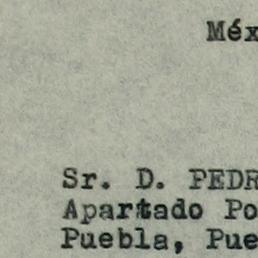 Méx
Sr. D. PEDR
Apartado Po
Puebla, Pue